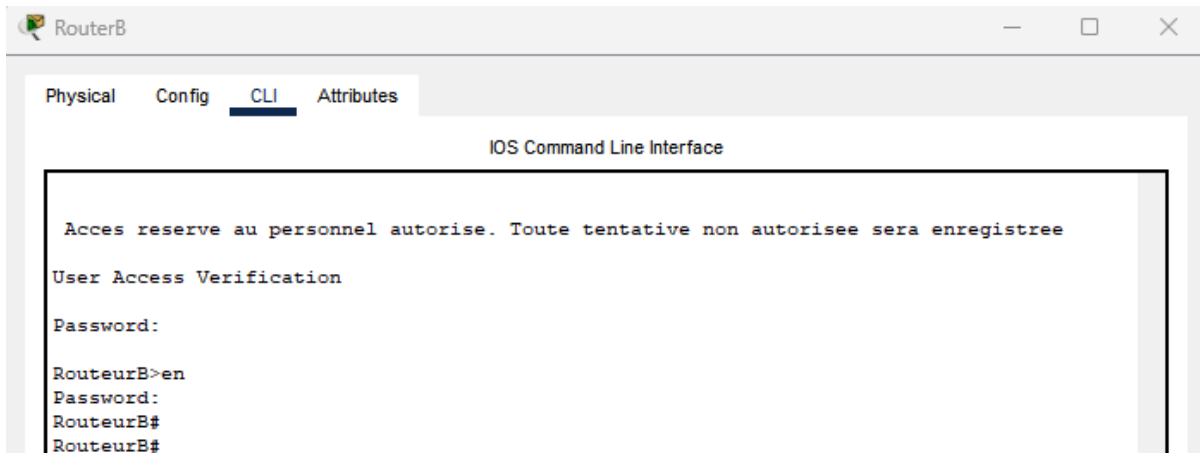 RouterB
Physical Config CLI Attributes
IOS Command Line Interface
Acces reserve au personnel autorise. Toute tentative non autorisee sera enregistree
User Access Verification
Password:
RouteurB>en
Password:
RouteurB#
RouteurB#